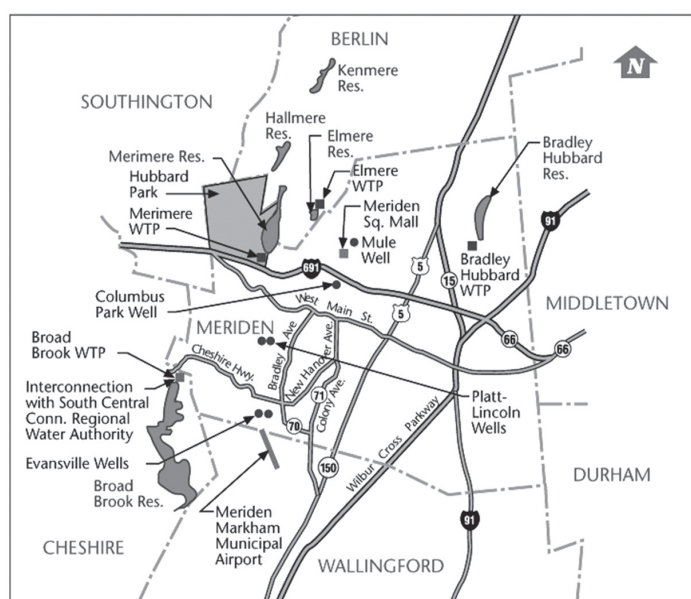 BERLIN
N
Kenmere
Res.
SOUTHINGTON
Hallmere
Res.
Elmere
Res.
Bradley
Hubbard
Res.
Merimere Res.
Hubbard
Park
Elmere
WTP
Merimere
WTP
Meriden
Sq. Mall
Mule
Well
91
5
15
Bradley
Hubbard
WTP
691
Columbus
Park Well
West Main St.
5
MIDDLETOWN
MERIDEN
66
66
Broad
Brook WTP
Cheshire Hwy.
Bradley Ave
New Hanover Ave.
Interconnection
with South Central
Conn. Regional
Water Authority
71
Colony Ave.
Platt-
Lincoln
Wells
70
Evansville Wells
Wilbur Cross Parkway
150
Broad
Brook Res.
DURHAM
Meriden
Markham
Municipal
Airport
91
CHESHIRE
WALLINGFORD